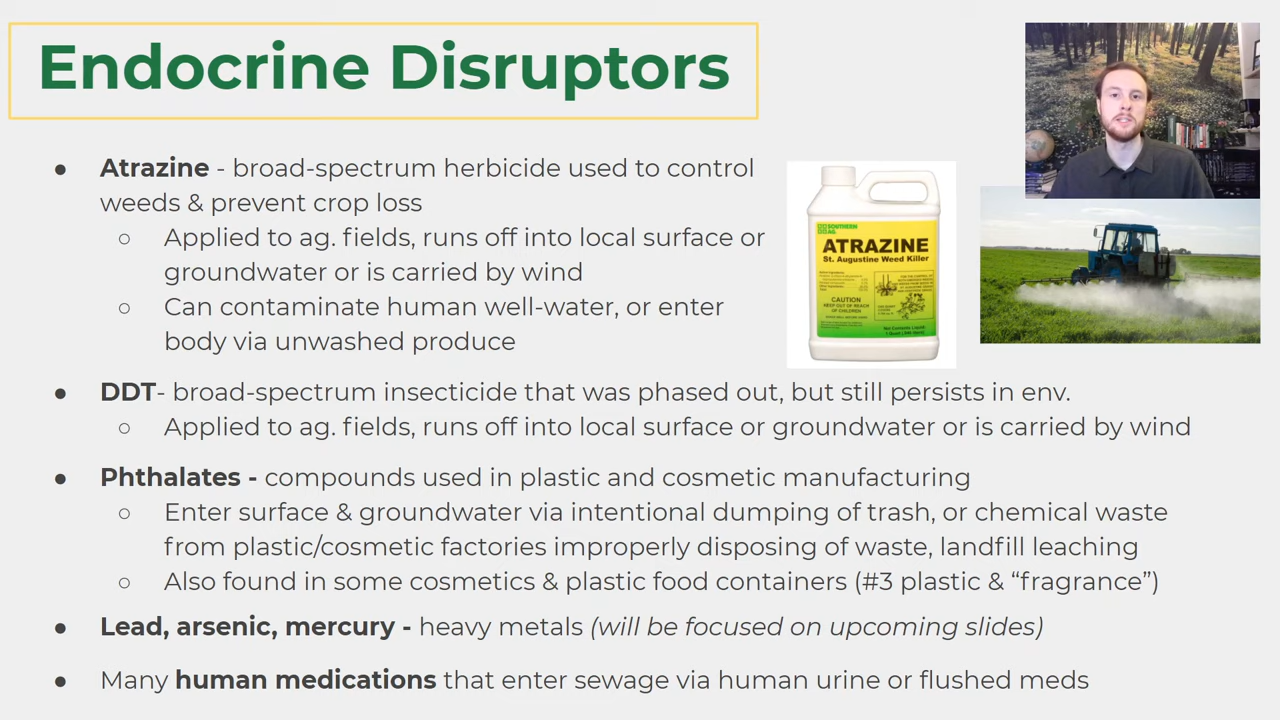 Endocrine Disruptors
● Atrazine - broad-spectrum herbicide used to control
weeds & prevent crop loss
○ Applied to ag. fields, runs off into local surface or
groundwater or is carried by wind
○ Can contaminate human well-water, or enter
body via unwashed produce
SOUTHERN
AG.
ATRAZINE
St. Augustine Weed Killer
CAUTION
KEEP OUT OF REACH
OF CHILDREN
● DDT- broad-spectrum insecticide that was phased out, but still persists in env.
○ Applied to ag. fields, runs off into local surface or groundwater or is carried by wind
● Phthalates - compounds used in plastic and cosmetic manufacturing
○ Enter surface & groundwater via intentional dumping of trash, or chemical waste
from plastic/cosmetic factories improperly disposing of waste, landfill leaching
○ Also found in some cosmetics & plastic food containers (#3 plastic & “fragrance”)
● Lead, arsenic, mercury - heavy metals (will be focused on upcoming slides)
● Many human medications that enter sewage via human urine or flushed meds